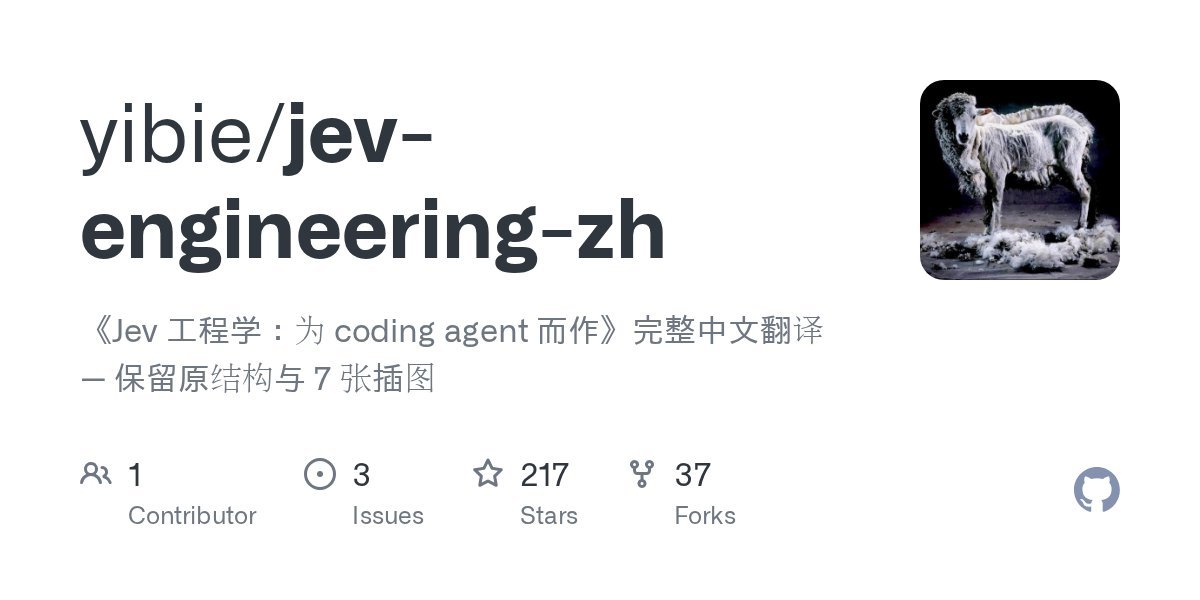 yibie/jev-
engineering-zh
《Jev 工程学：为 coding agent 而作》完整中文翻译
— 保留原结构与 7 张插图
1 3 217 37
Contributor Issues Stars Forks